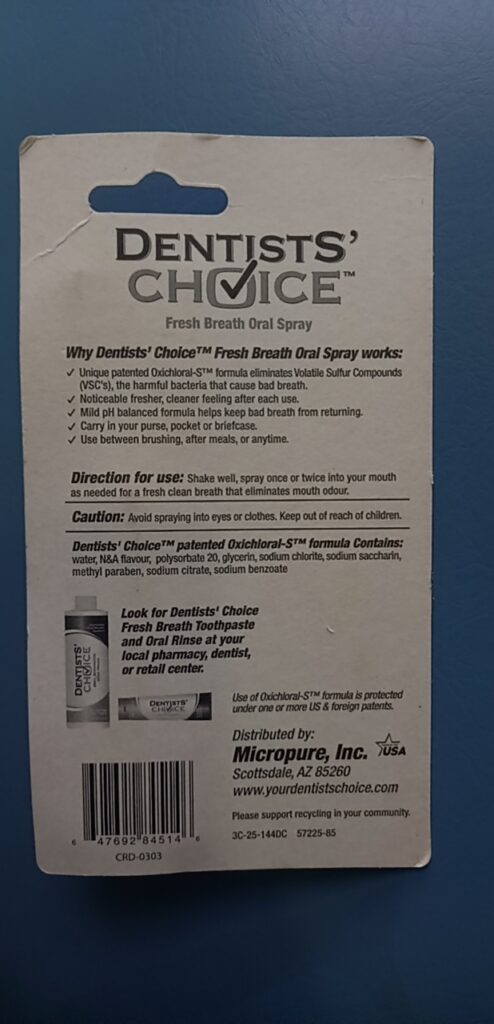 DENTISTS'
CHOICE™
Fresh Breath Oral Spray
Why Dentists' Choice™ Fresh Breath Oral Spray works:
✓ Unique patented Oxichloral-S™ formula eliminates Volatile Sulfur Compounds
(VSC's), the harmful bacteria that cause bad breath.
✓ Noticeable fresher, cleaner feeling after each use.
✓ Mild pH balanced formula helps keep bad breath from returning.
✓ Carry in your purse, pocket or briefcase.
✓ Use between brushing, after meals, or anytime.
Direction for use: Shake well, spray once or twice into your mouth
as needed for a fresh clean breath that eliminates mouth odour.
Caution: Avoid spraying into eyes or clothes. Keep out of reach of children.
Dentists' Choice™ patented Oxichloral-S™ formula Contains:
water, N&A flavour, polysorbate 20, glycerin, sodium chlorite, sodium saccharin,
methyl paraben, sodium citrate, sodium benzoate
Look for Dentists' Choice
Fresh Breath Toothpaste
and Oral Rinse at your
local pharmacy, dentist,
or retail center.
DENTISTS'
CHOICE
DENTISTS'
CHOICE
Use of Oxichloral-S™ formula is protected
under one or more US & foreign patents.
Distributed by:
Micropure, Inc. USA
Scottsdale, AZ 85260
www.yourdentistschoice.com
Please support recycling in your community.
3C-25-144DC 57225-85
6 47692 84514 6
CRD-0303